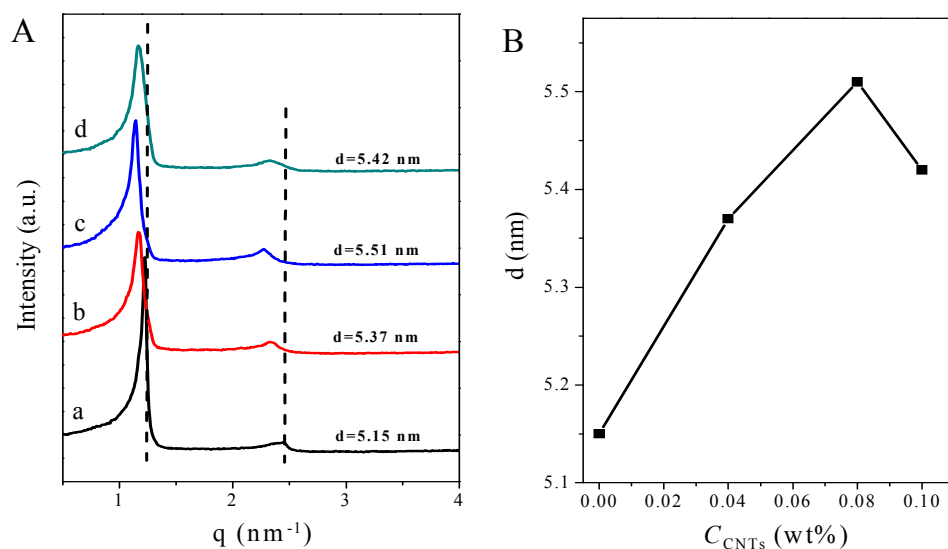 A
d
d=5.42 nm
c
d=5.51 nm
b
d=5.37 nm
a
d=5.15 nm
1
2
3
4
q (nm⁻¹)
Intensity (a.u.)
B
5.5
5.4
5.3
5.2
5.1
0.00
0.02
0.04
0.06
0.08
0.10
d (nm)
C_CNTs (wt%)